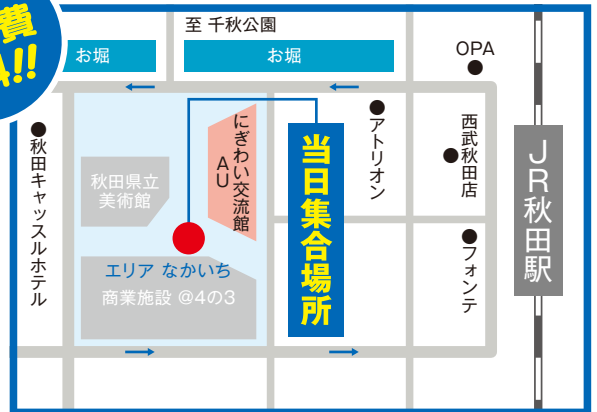 費
!!
至 千秋公園
お堀
お堀
OPA
秋田キャッスルホテル
秋田県立
美術館
にぎわい交流館
AU
当日集合場所
アトリオン
西武秋田店
フォンテ
JR秋田駅
エリア なかいち
商業施設 @4の3